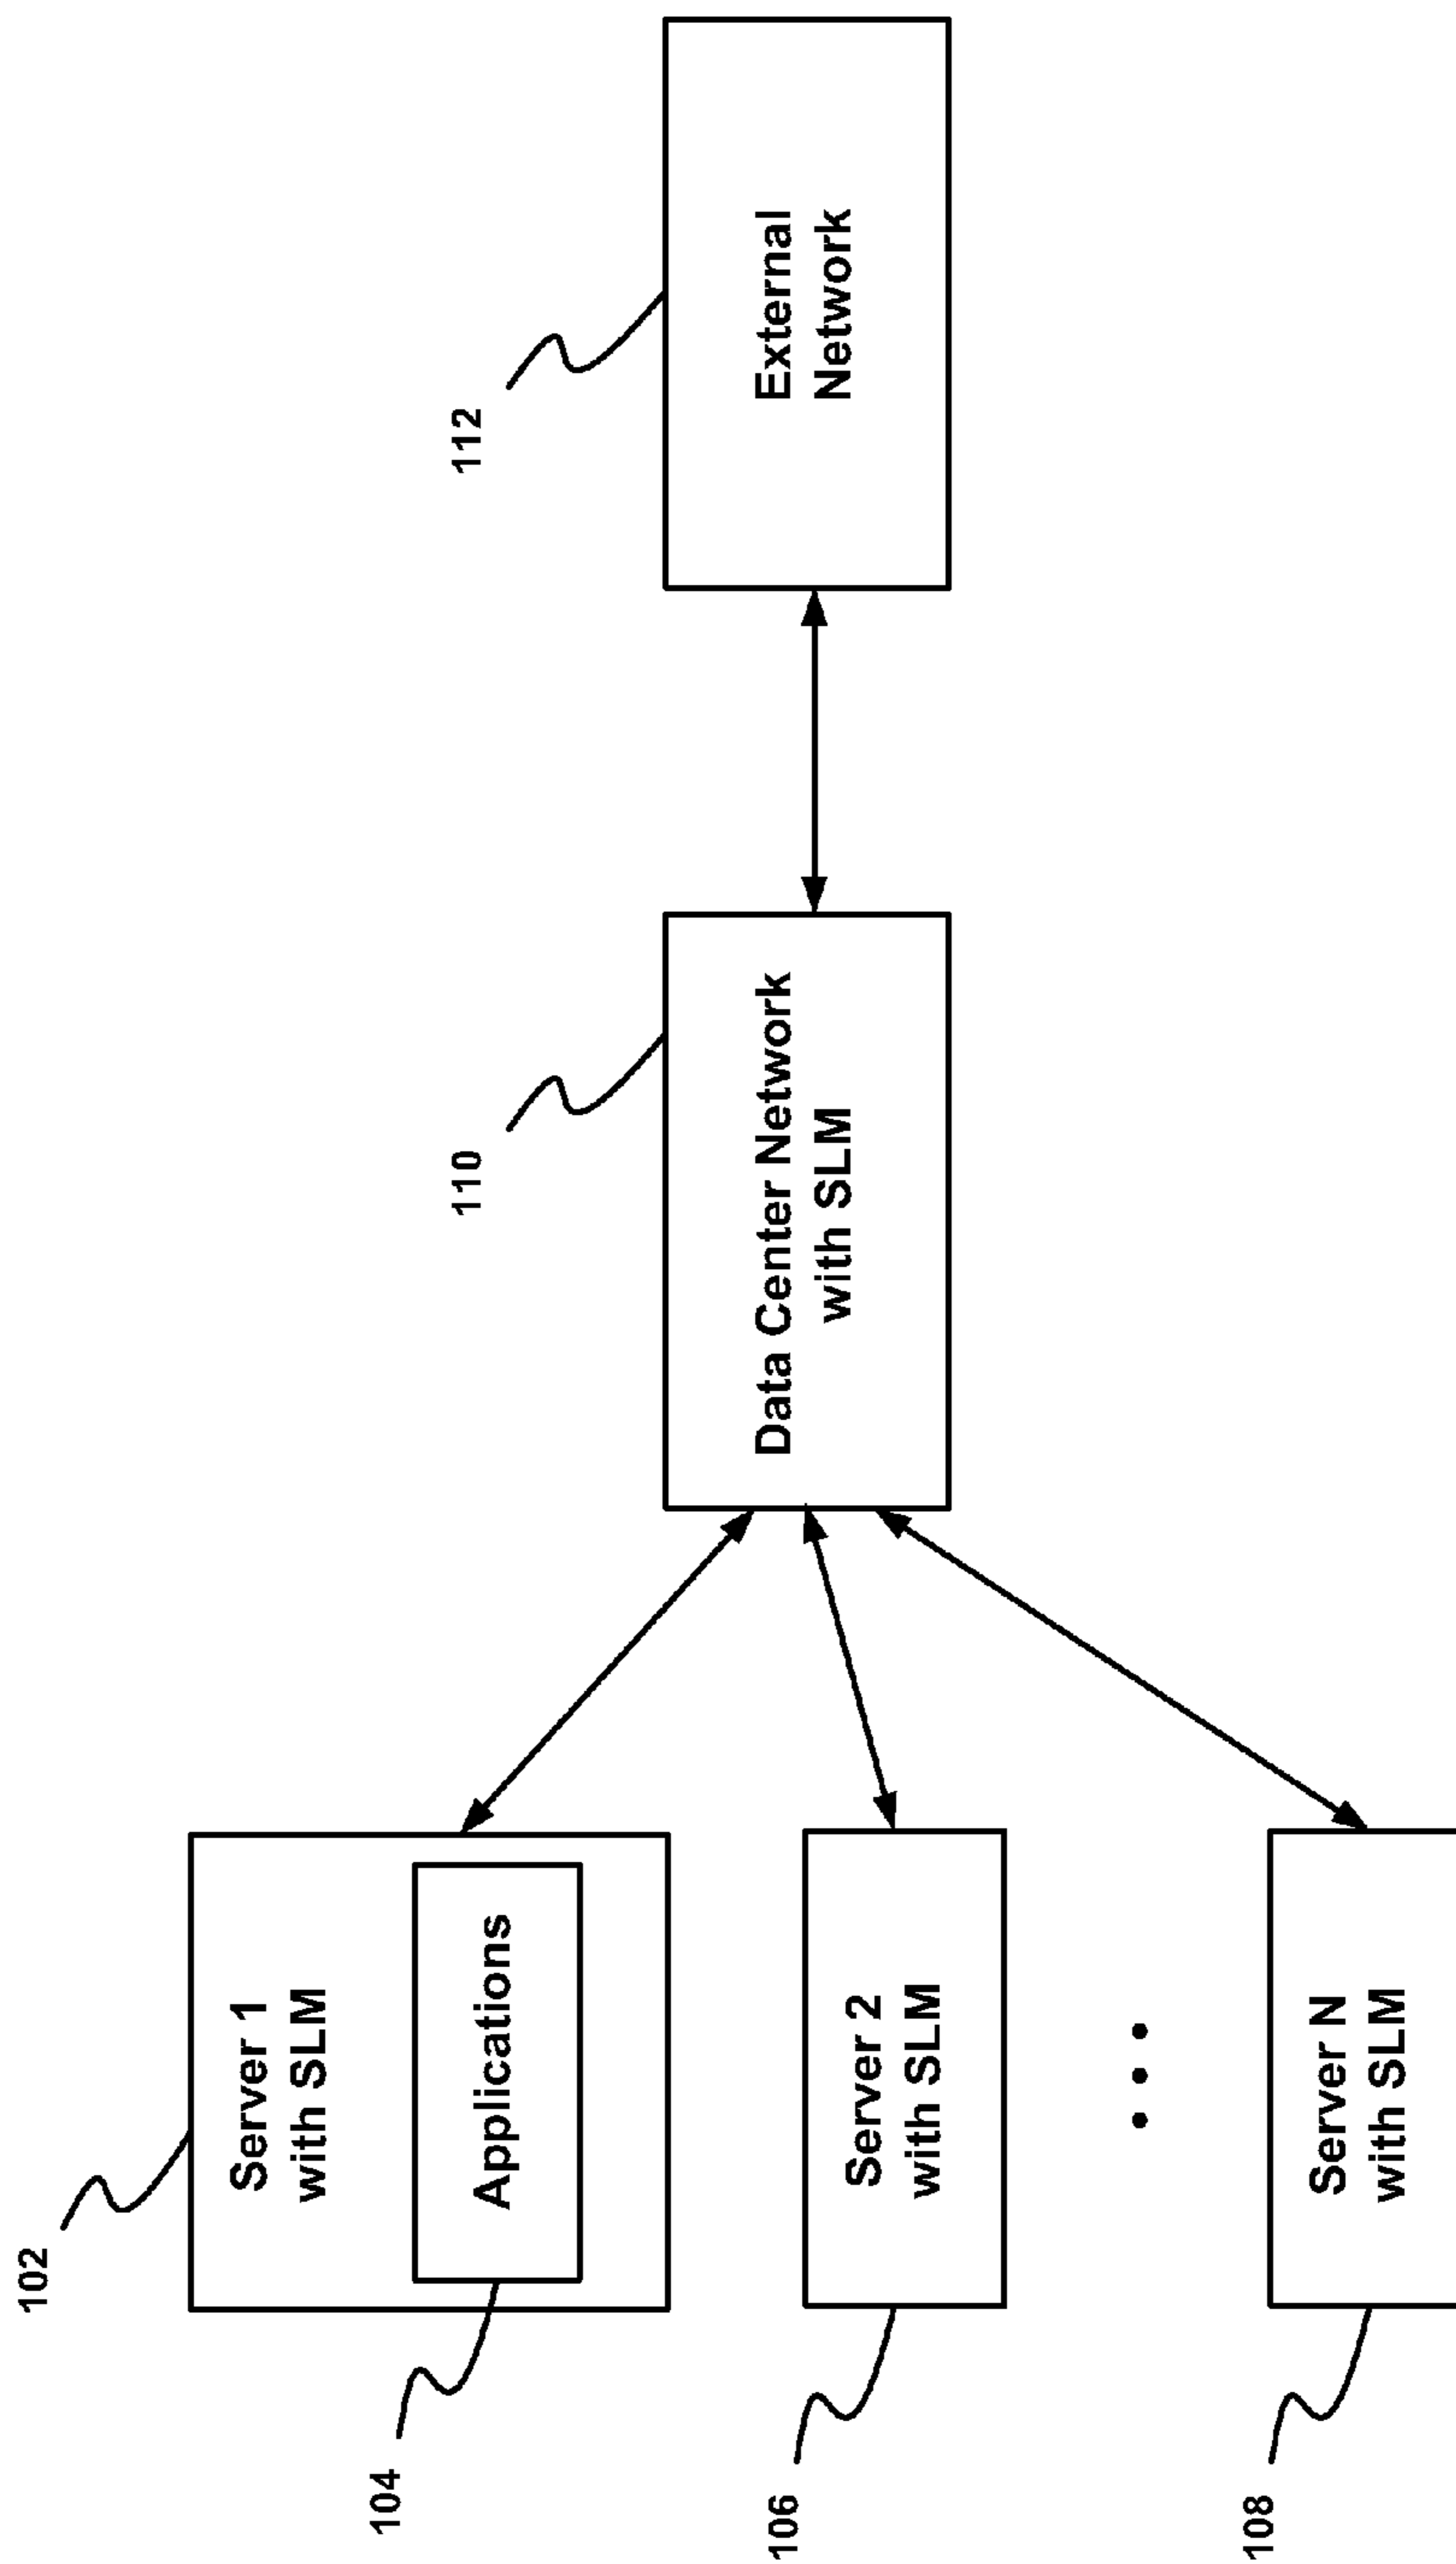 102
Server 1
with SLM
104
Applications
106
Server 2
with SLM
108
Server N
with SLM
110
Data Center Network
with SLM
112
External
Network